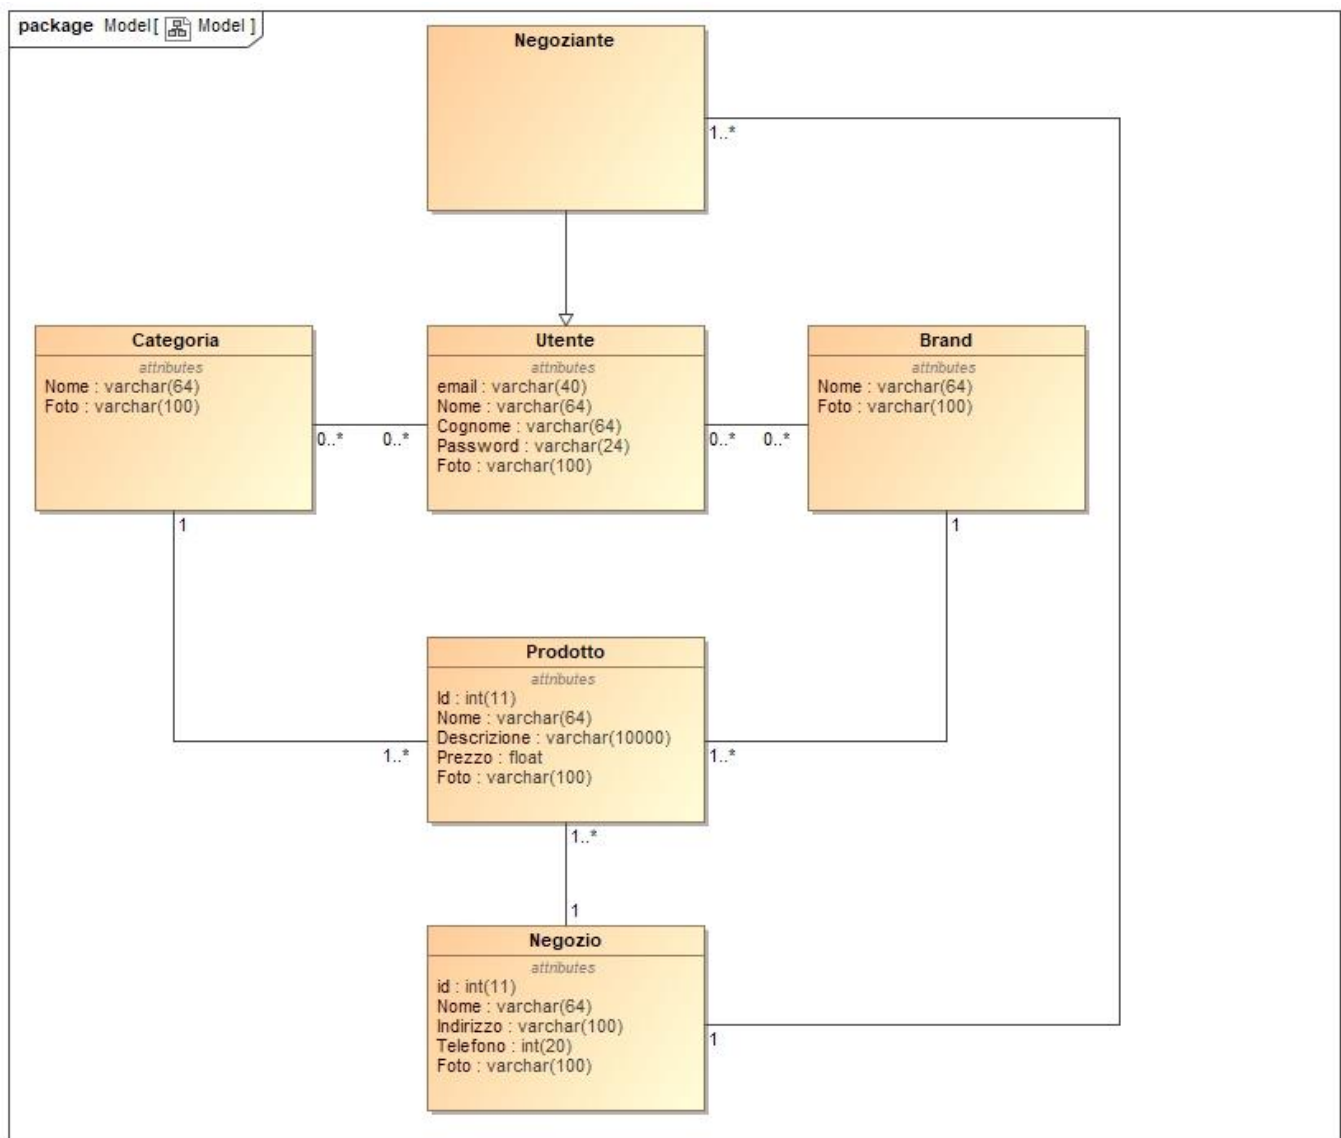 package Model[ Model ]
Negoziante
1..*
Categoria
attributes
Nome : varchar(64)
Foto : varchar(100)
Utente
attributes
email : varchar(40)
Nome : varchar(64)
Cognome : varchar(64)
Password : varchar(24)
Foto : varchar(100)
Brand
attributes
Nome : varchar(64)
Foto : varchar(100)
0..* 0..*
0..* 0..*
1
1
Prodotto
attributes
Id : int(11)
Nome : varchar(64)
Descrizione : varchar(10000)
Prezzo : float
Foto : varchar(100)
1..*
1..*
1..*
1
Negozio
attributes
id : int(11)
Nome : varchar(64)
Indirizzo : varchar(100)
Telefono : int(20)
Foto : varchar(100)
1